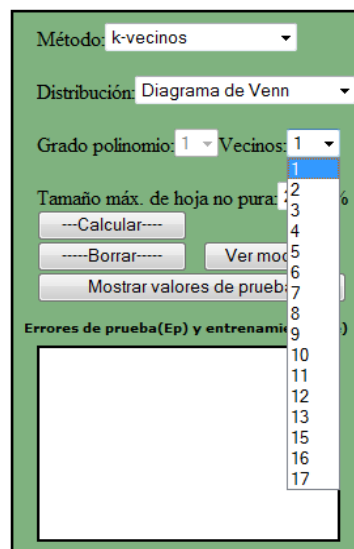 Método: k-vecinos
Distribución: Diagrama de Venn
Grado polinomio: 1 Vecinos: 1
1
2
3
4
5
6
7
8
9
10
11
12
13
15
16
17
Tamaño máx. de hoja no pura: %
---Calcular----
-----Borrar----- Ver
Mostrar valores de prueba
Errores de prueba(Ep) y )